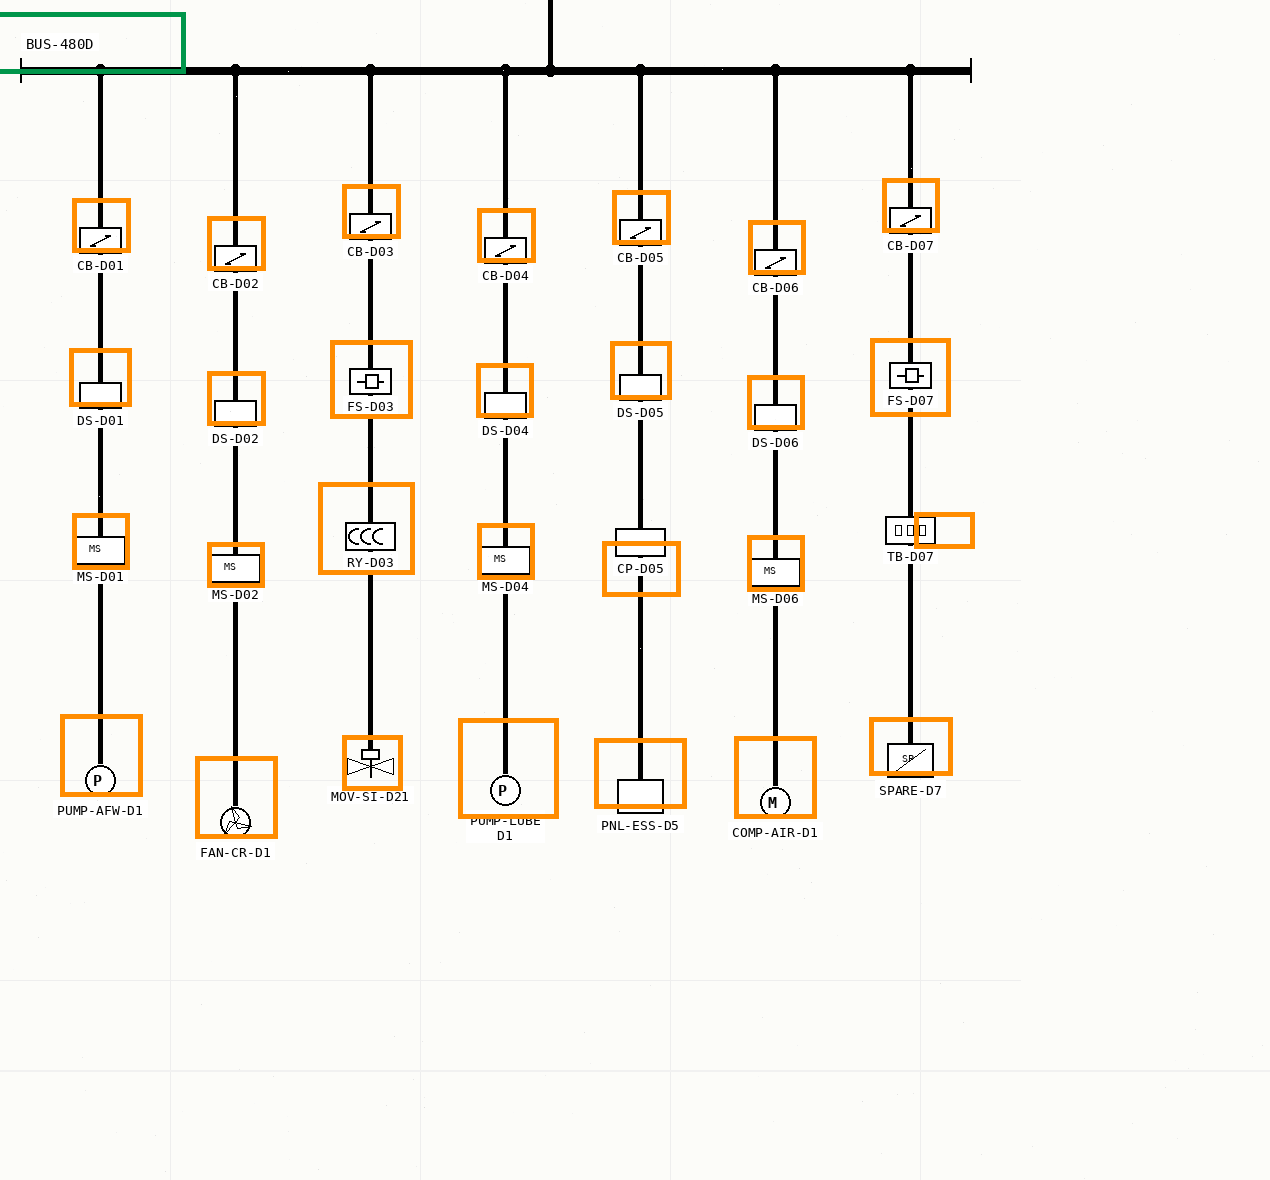 BUS-480D
CB-D01
CB-D02
CB-D03
CB-D04
CB-D05
CB-D06
CB-D07
DS-D01
DS-D02
FS-D03
DS-D04
DS-D05
DS-D06
FS-D07
MS
MS-D01
MS
MS-D02
RY-D03
MS
MS-D04
CP-D05
MS
MS-D06
TB-D07
P
PUMP-AFW-D1
FAN-CR-D1
MOV-SI-D21
P
PUMP-LUBE
D1
PNL-ESS-D5
M
COMP-AIR-D1
SP
SPARE-D7